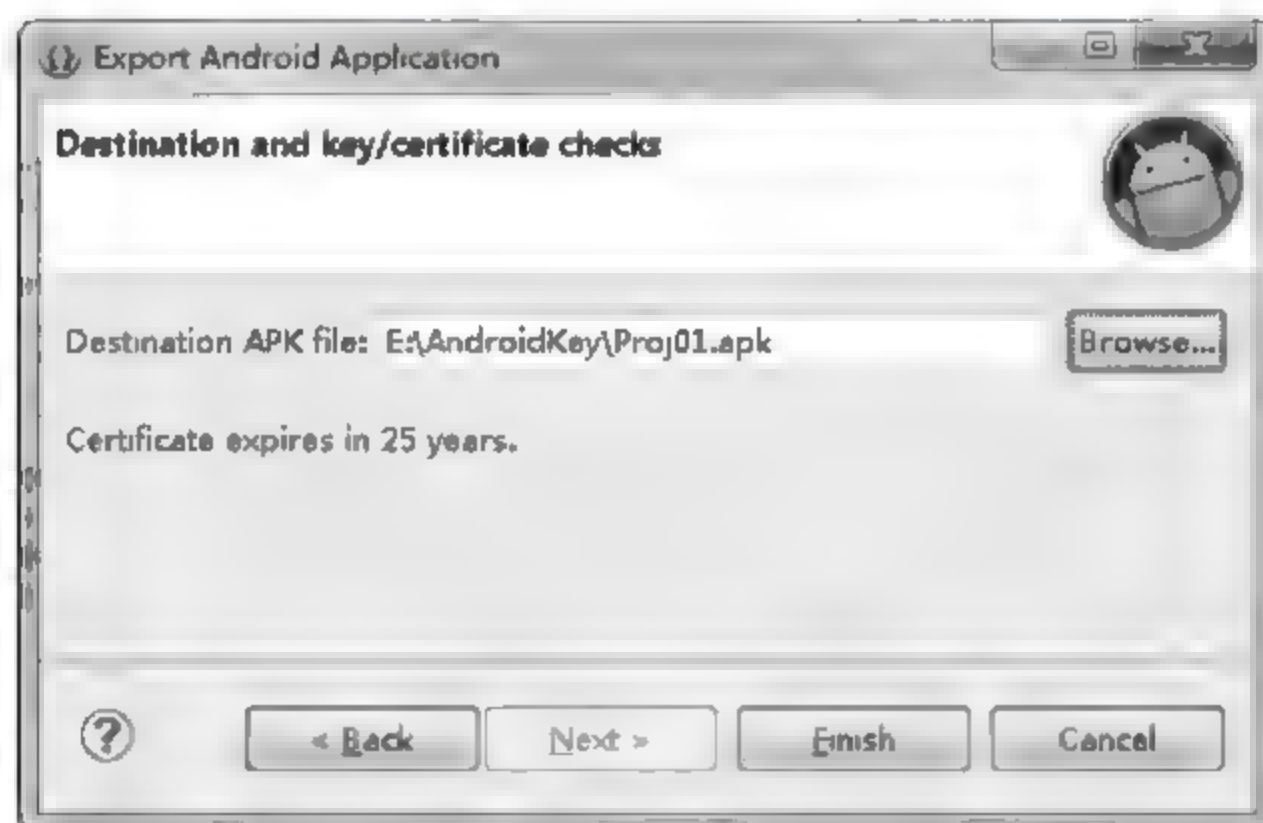 Export Android Application
Destination and key/certificate checks
Destination APK file: E:\AndroidKey\Proj01.apk Browse...
Certificate expires in 25 years.
? < Back Next > Finish Cancel